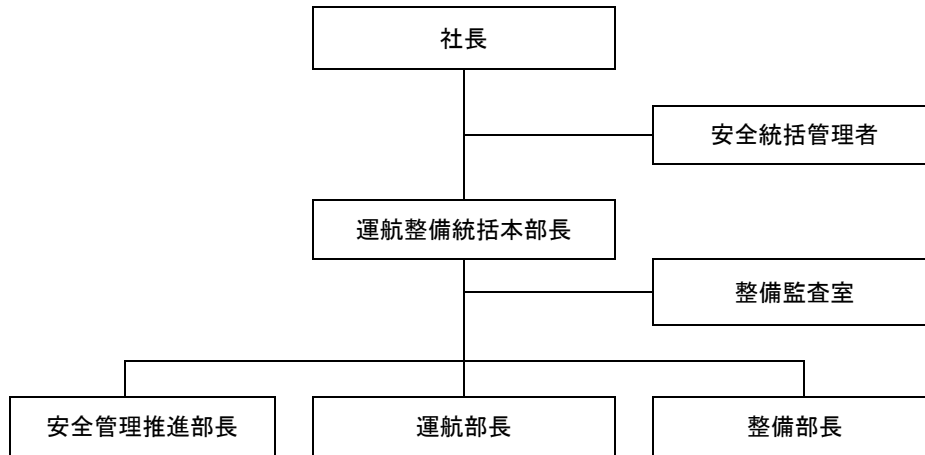 社長
安全統括管理者
運航整備統括本部長
整備監査室
安全管理推進部長
運航部長
整備部長